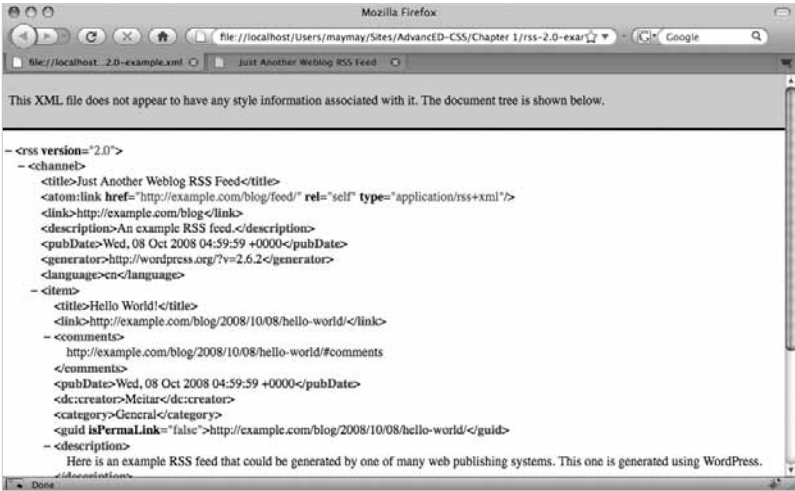 Mozilla Firefox
file://localhost/Users/maymay/Sites/AdvancED-CSS/Chapter 1/rss-2.0-exar
Google
file://localhost...2.0-example.xml
Just Another Weblog RSS Feed
This XML file does not appear to have any style information associated with it. The document tree is shown below.
– <rss version="2.0">
– <channel>
<title>Just Another Weblog RSS Feed</title>
<atom:link href="http://example.com/blog/feed/" rel="self" type="application/rss+xml"/>
<link>http://example.com/blog</link>
<description>An example RSS feed.</description>
<pubDate>Wed, 08 Oct 2008 04:59:59 +0000</pubDate>
<generator>http://wordpress.org/?v=2.6.2</generator>
<language>en</language>
– <item>
<title>Hello World!</title>
<link>http://example.com/blog/2008/10/08/hello-world/</link>
– <comments>
http://example.com/blog/2008/10/08/hello-world/#comments
</comments>
<pubDate>Wed, 08 Oct 2008 04:59:59 +0000</pubDate>
<dc:creator>Meitar</dc:creator>
<category>General</category>
<guid isPermaLink="false">http://example.com/blog/2008/10/08/hello-world/</guid>
– <description>
Here is an example RSS feed that could be generated by one of many web publishing systems. This one is generated using WordPress.
</description>
Done